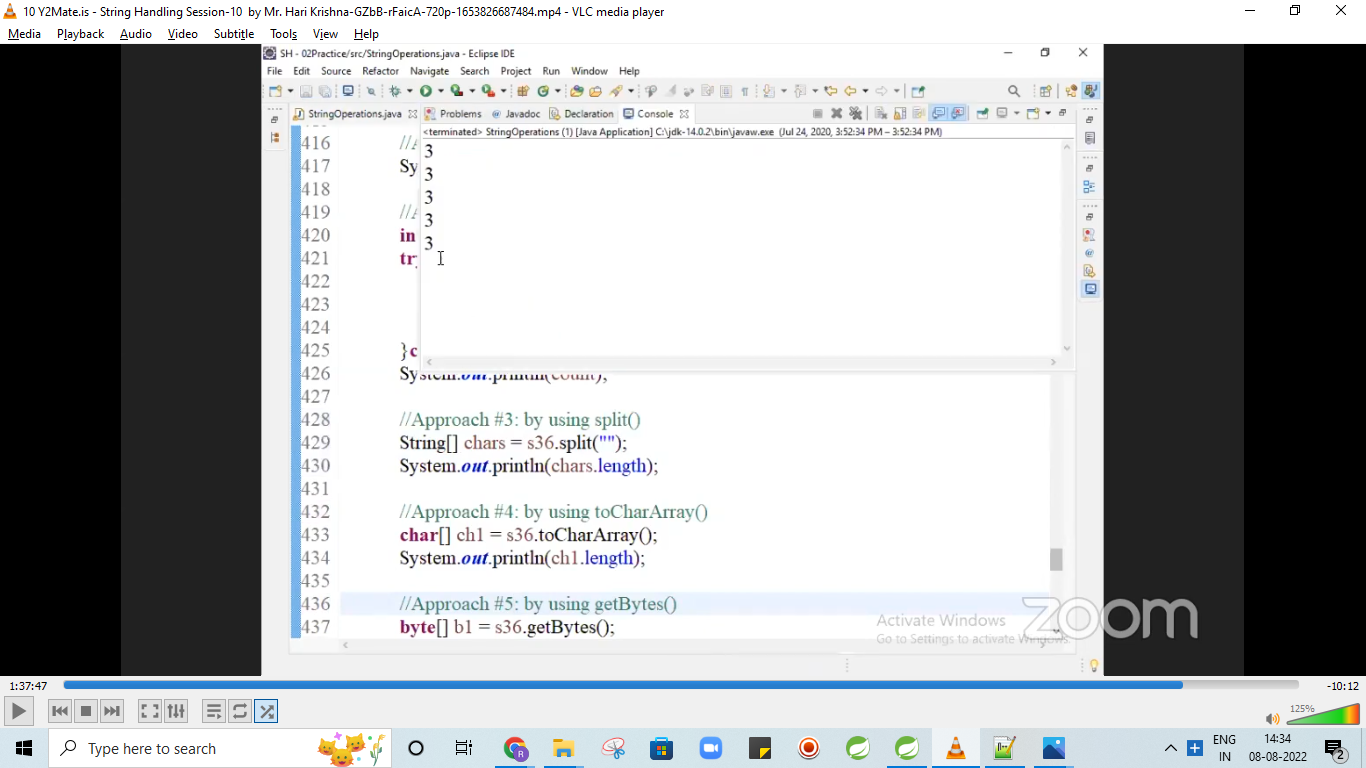 10 Y2Mate.is - String Handling Session-10 by Mr. Hari Krishna-GZbB-rFaicA-720p-1653826687484.mp4 - VLC media player
Media Playback Audio Video Subtitle Tools View Help
SH - 02Practice/src/StringOperations.java - Eclipse IDE
File Edit Source Refactor Navigate Search Project Run Window Help
StringOperations.java Problems @ Javadoc Declaration Console
<terminated> StringOperations (1) [Java Application] C:\jdk-14.0.2\bin\javaw.exe (Jul 24, 2020, 3:52:34 PM – 3:52:34 PM)
3
3
3
3
3
416 //A
417 Sy
418
419 //A
420 in
421 try
422
423
424
425 }c
426 System.out.println(count);
427
428 //Approach #3: by using split()
429 String[] chars = s36.split("");
430 System.out.println(chars.length);
431
432 //Approach #4: by using toCharArray()
433 char[] ch1 = s36.toCharArray();
434 System.out.println(ch1.length);
435
436 //Approach #5: by using getBytes()
437 byte[] b1 = s36.getBytes();
Activate Windows
Go to Settings to activate Windows.
zoom
1:37:47 -10:12
125%
Type here to search
ENG
IN
14:34
08-08-2022
2